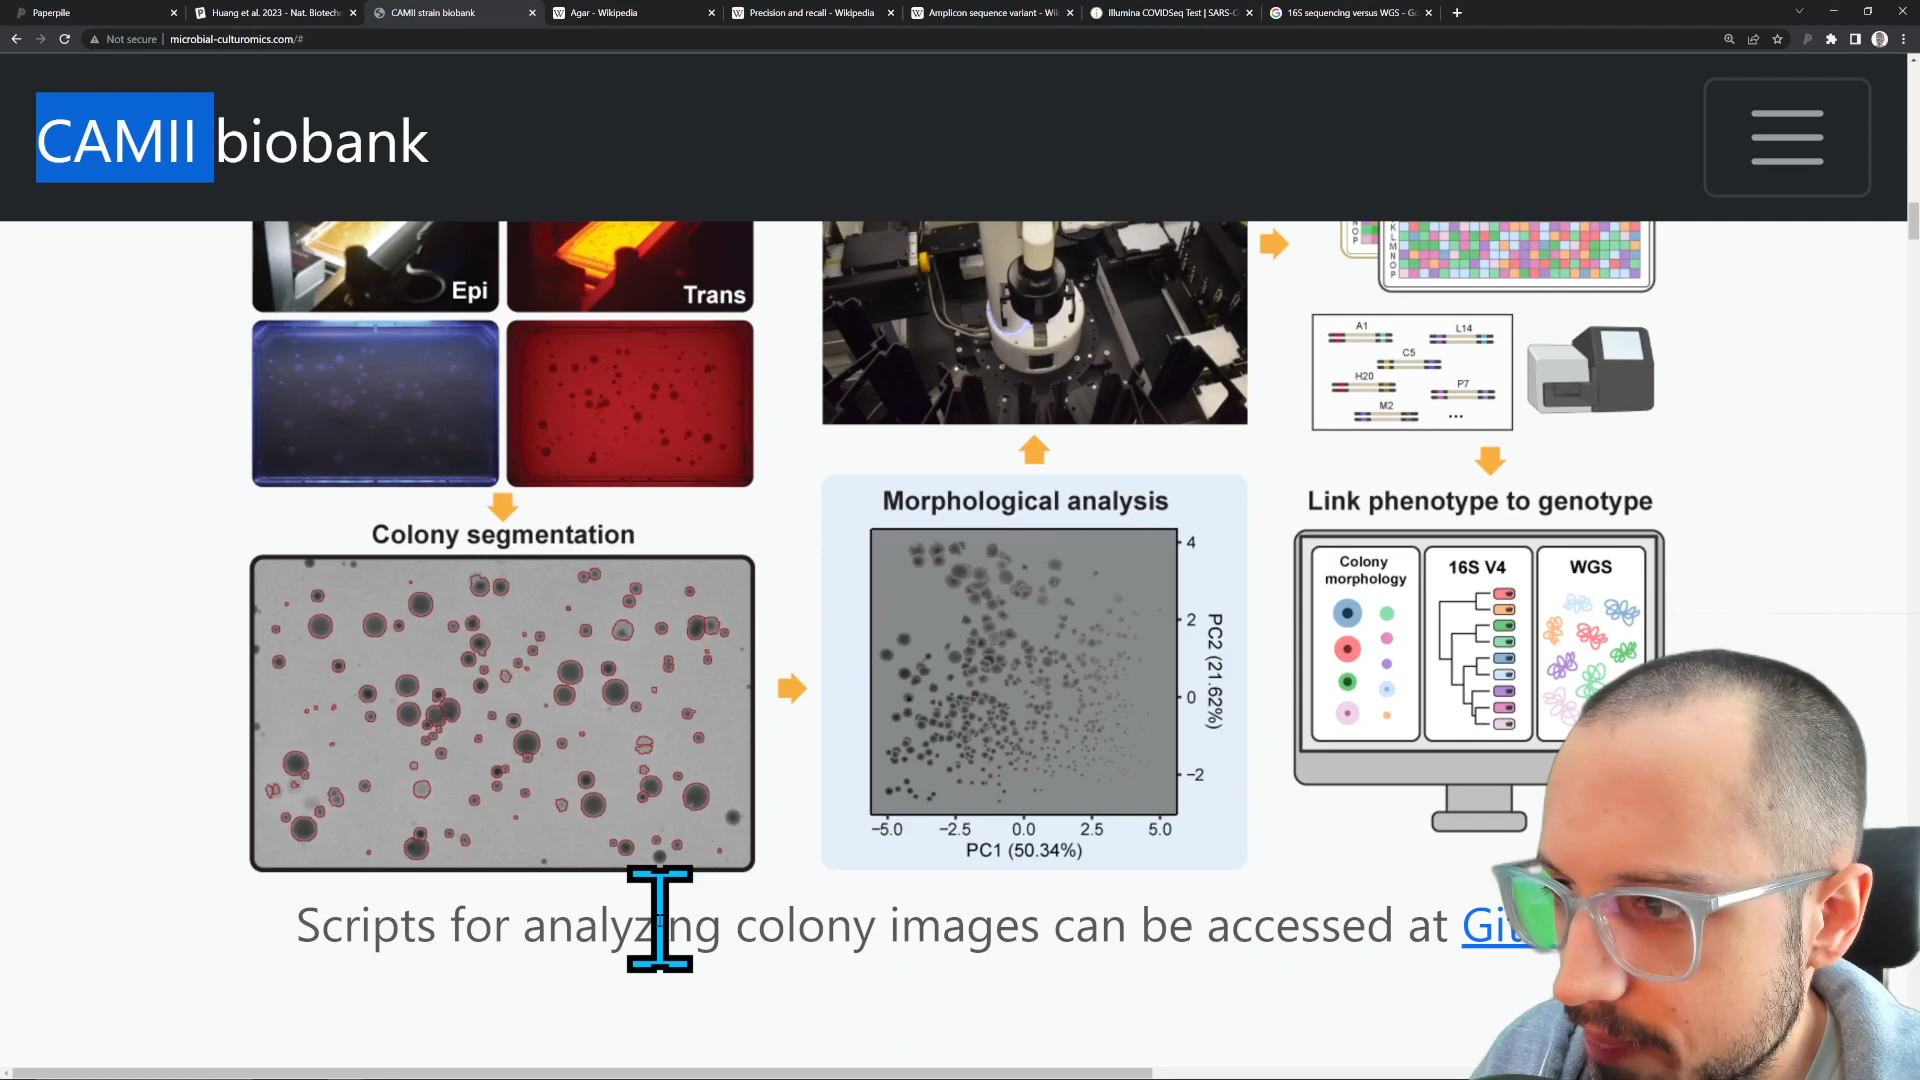 Paperpile
Huang et al. 2023 - Nat. Biotechn
CAMII strain biobank
Agar - Wikipedia
Precision and recall - Wikipedia
Amplicon sequence variant - Wik
Illumina COVIDSeq Test | SARS-C
16S sequencing versus WGS - Go
Not secure
microbial-culturomics.com/#
CAMII biobank
Epi
Trans
O
P
K
L
M
N
O
P
A1
L14
C5
H20
P7
M2
...
Colony segmentation
Morphological analysis
4
2
0
−2
PC2 (21.62%)
−5.0 −2.5 0.0 2.5 5.0
PC1 (50.34%)
Link phenotype to genotype
Colony
morphology
16S V4
WGS
Scripts for analyzing colony images can be accessed at Git